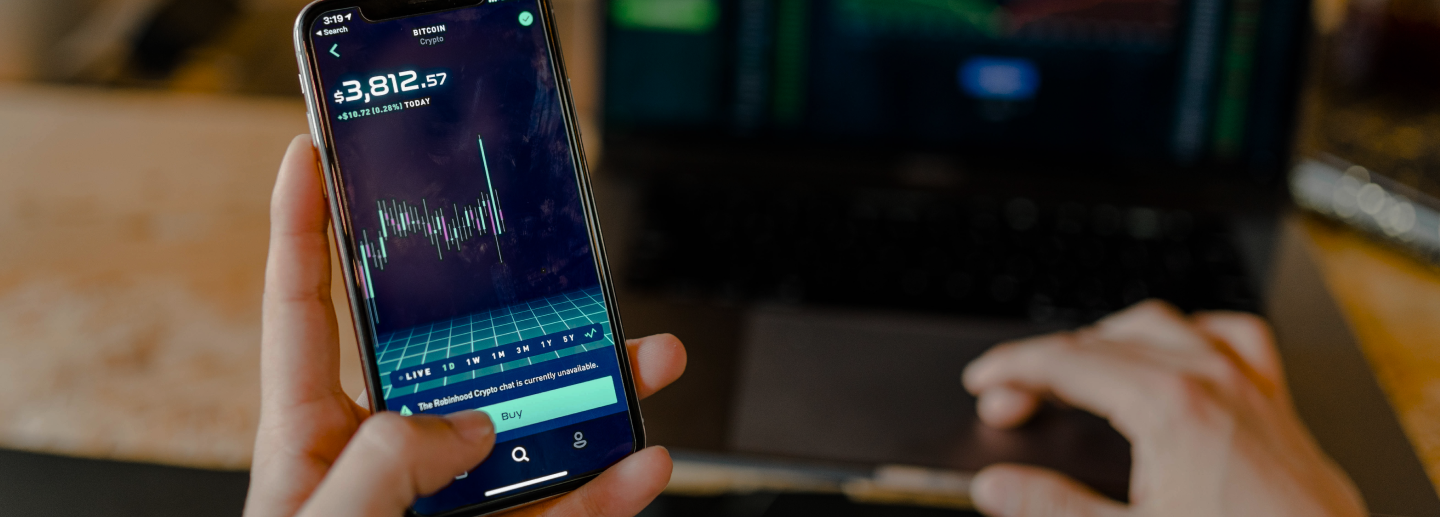 3:19
Search
BITCOIN
Crypto
$3,812.57
+$10.72 (0.28%) TODAY
LIVE 1D 1W 1M 3M 1Y 5Y
The Robinhood Crypto chat is currently unavailable.
Buy